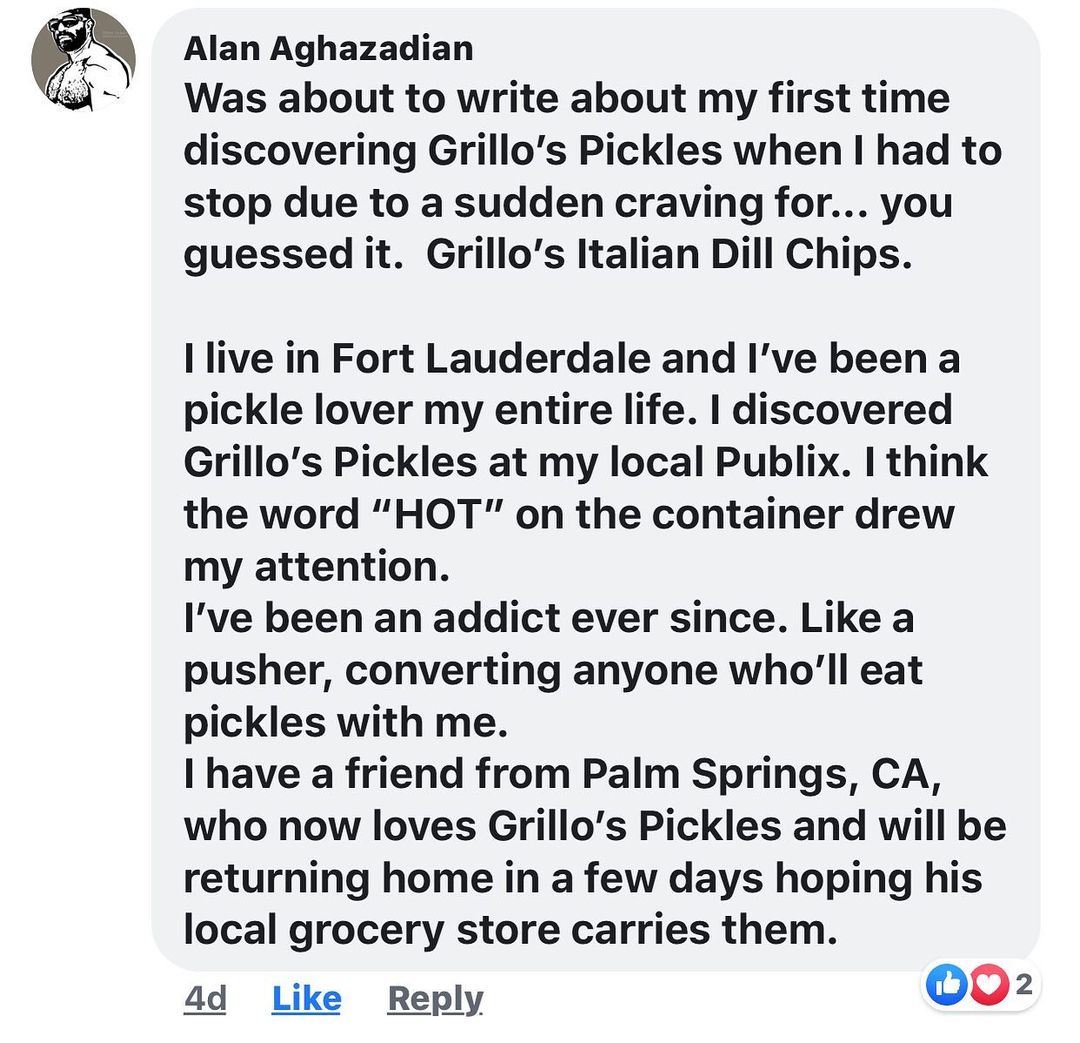 Alan Aghazadian
Was about to write about my first time
discovering Grillo’s Pickles when I had to
stop due to a sudden craving for... you
guessed it.  Grillo’s Italian Dill Chips.
I live in Fort Lauderdale and I’ve been a
pickle lover my entire life. I discovered
Grillo’s Pickles at my local Publix. I think
the word “HOT” on the container drew
my attention.
I’ve been an addict ever since. Like a
pusher, converting anyone who’ll eat
pickles with me.
I have a friend from Palm Springs, CA,
who now loves Grillo’s Pickles and will be
returning home in a few days hoping his
local grocery store carries them.
4d Like Reply 2